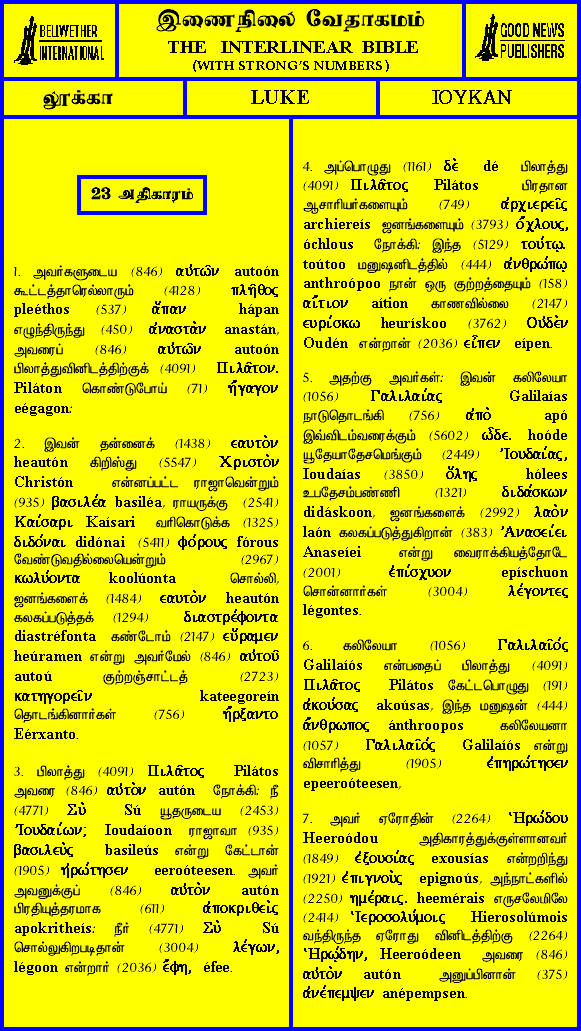 BELLWETHER
INTERNATIONAL
இணைநிலை வேதாகமம்
THE INTERLINEAR BIBLE
(WITH STRONG'S NUMBERS)
GOOD NEWS
PUBLISHERS
லூக்கா
LUKE
ΙΟΥΚΑΝ
23 அதிகாரம்
1. அவர்களுடைய (846) αὐτῶν autoón
கூட்டத்தாரெல்லாரும் (4128) πλῆθος
pleéthos (537) ἅπαν hápan
எழுந்திருந்து (450) ἀναστὰν anastán,
அவரைப் (846) αὐτῶν autoón
பிலாத்துவினிடத்திற்குக் (4091) Πιλᾶτον.
Piláton கொண்டுபோய் (71) ἤγαγον
eégagon:
2. இவன் தன்னைக் (1438) εαυτὸν
heautón கிறிஸ்து (5547) Χριστὸν
Christón என்னப்பட்ட ராஜாவென்றும்
(935) βασιλέα basiléa, ராயருக்கு (2541)
Καίσαρι Kaísari வரிகொடுக்க (1325)
διδόναι didónai (5411) φόρους fórous
வேண்டுவதில்லையென்றும் (2967)
κωλύοντα koolúonta சொல்லி,
ஜனங்களைக் (1484) εαυτὸν heautón
கலகப்படுத்தக் (1294) διαστρέφοντα
diastréfonta கண்டோம் (2147) εὕραμεν
heúramen என்று அவர்மேல் (846) αὐτοῦ
autoú குற்றஞ்சாட்டத் (2723)
κατηγορεῖν kateegoreín
தொடங்கினார்கள் (756) ἤρξαντο
Eérxanto.
3. பிலாத்து (4091) Πιλᾶτος Pilátos
அவரை (846) αὐτὸν autón நோக்கி: நீ
(4771) Σὺ Sú யூதருடைய (2453)
Ἰουδαίων; Ioudaíoon ராஜாவா (935)
βασιλεὺς basileús என்று கேட்டான்
(1905) ἠρώτησεν eeroóteesen. அவர்
அவனுக்குப் (846) αὐτὸν autón
பிரதியுத்தரமாக (611) ἀποκριθεὶς
apokritheís: நீர் (4771) Σὺ Sú
சொல்லுகிறபடிதான் (3004) λέγων,
légoon என்றார் (2036) ἔφη, éfee.
4. அப்பொழுது (1161) δὲ dé பிலாத்து
(4091) Πιλᾶτος Pilátos பிரதான
ஆசாரியர்களையும் (749) ἀρχιερεῖς
archiereís ஜனங்களையும் (3793) ὄχλους,
óchlous நோக்கி: இந்த (5129) τούτῳ.
toútoo மனுஷனிடத்தில் (444) ἀνθρώπῳ
anthroópoo நான் ஒரு குற்றத்தையும் (158)
αἴτιον aítion காணவில்லை (2147)
ευρίσκω heurískoo (3762) Οὐδὲν
Oudén என்றான் (2036) εἶπεν eípen.
5. அதற்கு அவர்கள்: இவன் கலிலேயா
(1056) Γαλιλαίας Galilaías
நாடுதொடங்கி (756) ἀπὸ apó
இவ்விடம்வரைக்கும் (5602) ὧδε. hoóde
யூதேயாதேசமெங்கும் (2449) Ἰουδαίας,
Ioudaías (3850) ὅλης hólees
உபதேசம்பண்ணி (1321) διδάσκων
didáskoon, ஜனங்களைக் (2992) λαὸν
laón கலகப்படுத்துகிறான் (383) Ἀνασείει
Anaseíei என்று வைராக்கியத்தோடே
(2001) ἐπίσχυον epíschuon
சொன்னார்கள் (3004) λέγοντες
légontes.
6. கலிலேயா (1056) Γαλιλαῖός
Galilaíós என்பதைப் பிலாத்து (4091)
Πιλᾶτος Pilátos கேட்டபொழுது (191)
ἀκούσας akoúsas, இந்த மனுஷன் (444)
ἄνθρωπος ánthroopos கலிலேயனா
(1057) Γαλιλαῖός Galilaíós என்று
விசாரித்து (1905) ἐπηρώτησεν
epeeroóteesen,
7. அவர் ஏரோதின் (2264) Ἡρώδου
Heeroódou அதிகாரத்துக்குள்ளானவர்
(1849) ἐξουσίας exousías என்றறிந்து
(1921) ἐπιγνοὺς epignoús, அந்நாட்களில்
(2250) ημέραις. heemérais எருசலேமிலே
(2414) Ἱεροσολύμοις Hierosolúmois
வந்திருந்த ஏரோது வினிடத்திற்கு (2264)
Ἡρῴδην, Heeroódeen அவரை (846)
αὐτὸν autón அனுப்பினான் (375)
ἀνέπεμψεν anépempsen.